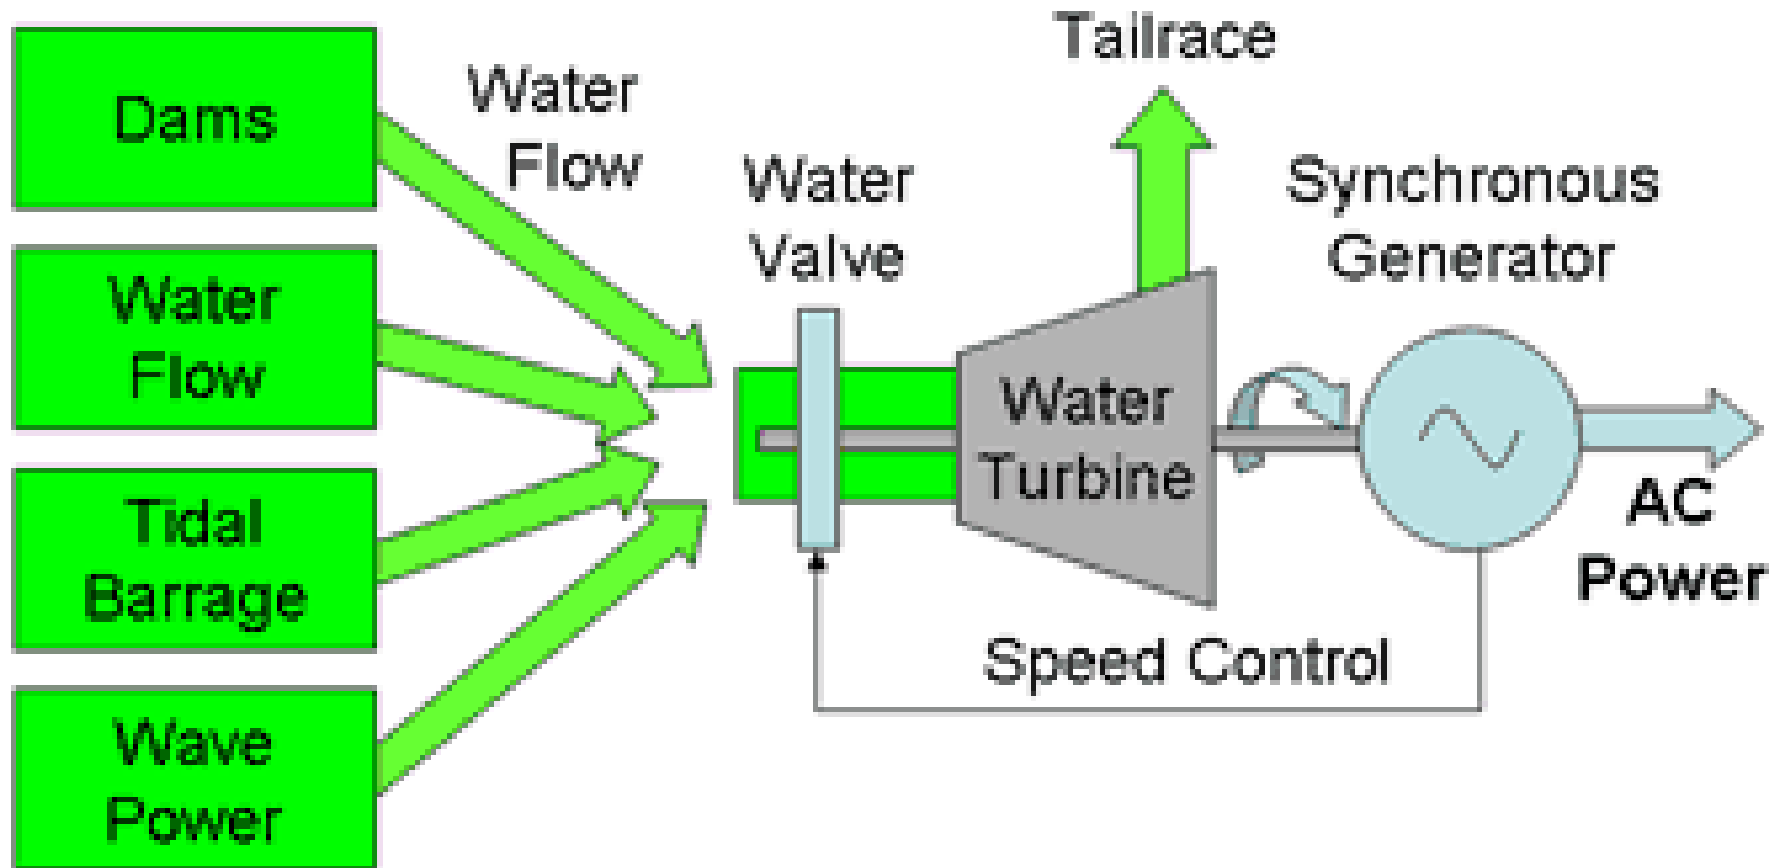 Dams
Water
Flow
Tidal
Barrage
Wave
Power
Water
Flow
Water
Valve
Tailrace
Water
Turbine
Synchronous
Generator
AC
Power
Speed Control